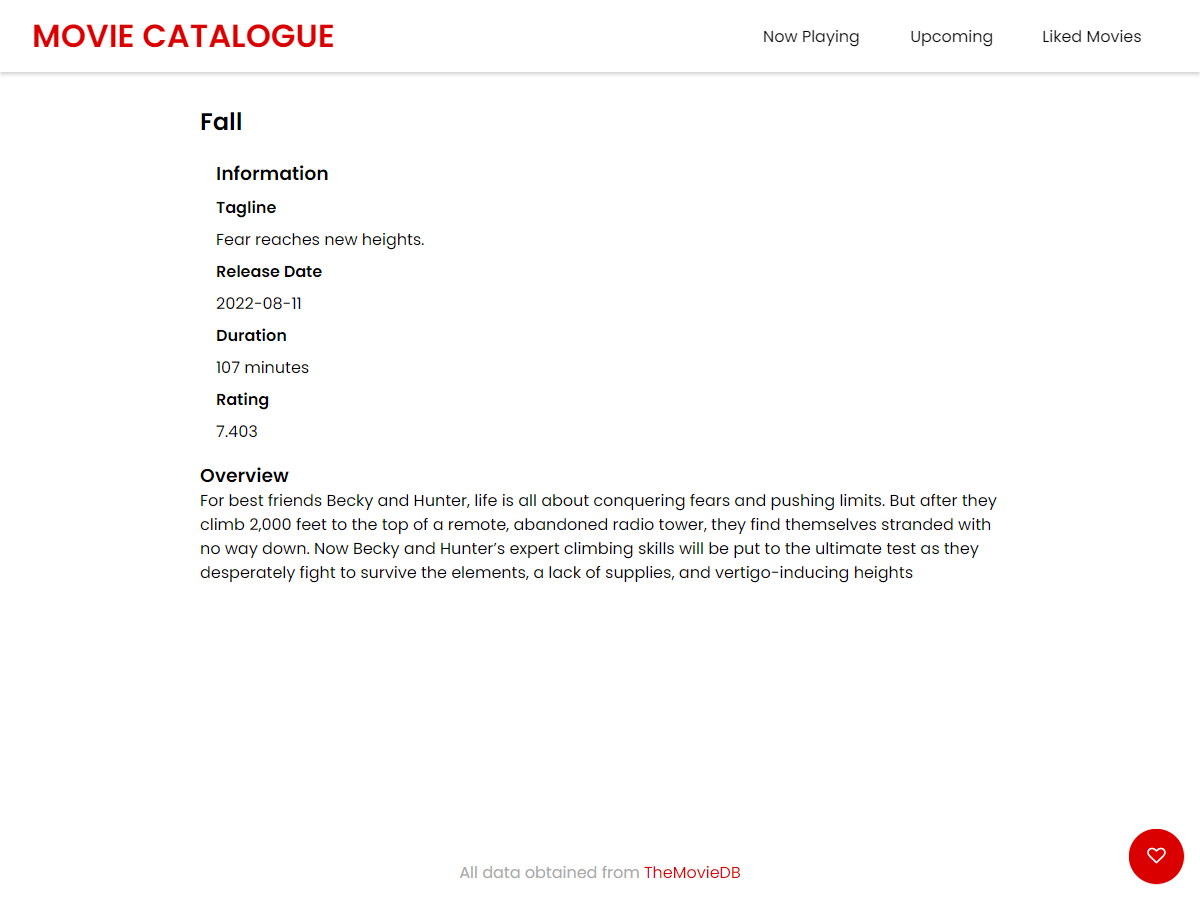 MOVIE CATALOGUE
Now Playing
Upcoming
Liked Movies
Fall
Information
Tagline
Fear reaches new heights.
Release Date
2022-08-11
Duration
107 minutes
Rating
7.403
Overview
For best friends Becky and Hunter, life is all about conquering fears and pushing limits. But after they
climb 2,000 feet to the top of a remote, abandoned radio tower, they find themselves stranded with
no way down. Now Becky and Hunter’s expert climbing skills will be put to the ultimate test as they
desperately fight to survive the elements, a lack of supplies, and vertigo-inducing heights
All data obtained from TheMovieDB